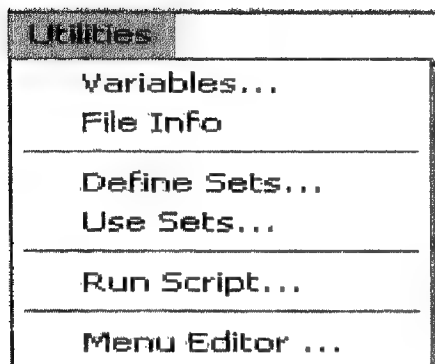 Utilities
Variables...
File Info
Define Sets...
Use Sets...
Run Script...
Menu Editor ...